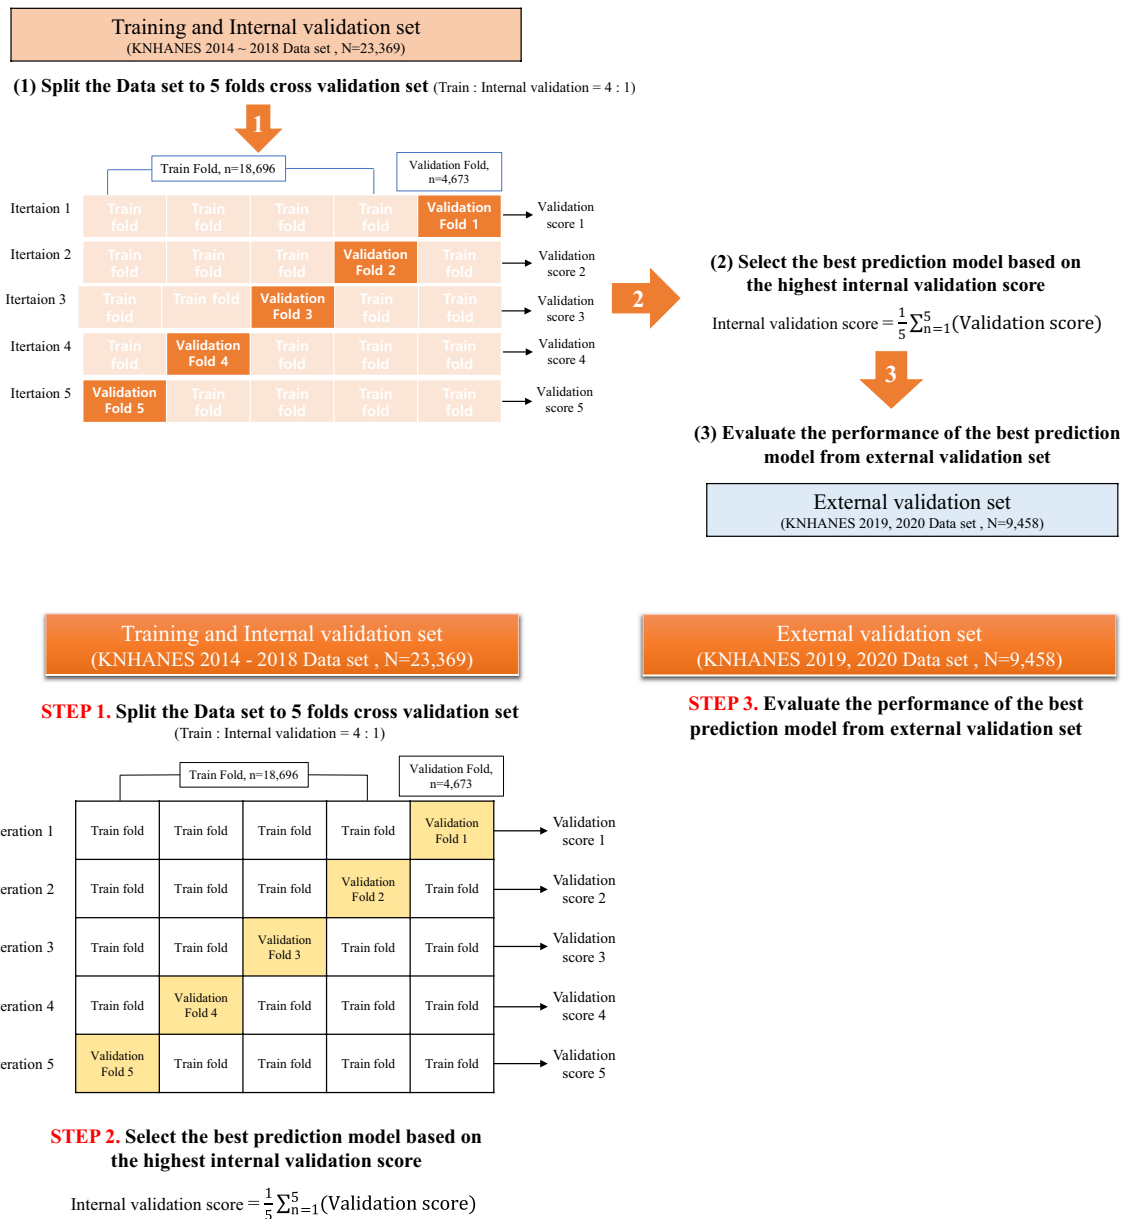 Training and Internal validation set
(KNHANES 2014 ~ 2018 Data set , N=23,369)
(1) Split the Data set to 5 folds cross validation set (Train : Internal validation = 4 : 1)
1
Train Fold, n=18,696
Validation Fold,
n=4,673
Itertaion 1
Train
fold
Train
fold
Train
fold
Train
fold
Validation
Fold 1
Validation
score 1
Itertaion 2
Train
fold
Train
fold
Train
fold
Validation
Fold 2
Train
fold
Validation
score 2
Itertaion 3
Train
fold
Train fold
Validation
Fold 3
Train
fold
Train
fold
Validation
score 3
Itertaion 4
Train
fold
Validation
Fold 4
Train
fold
Train
fold
Train
fold
Validation
score 4
Itertaion 5
Validation
Fold 5
Train
fold
Train
fold
Train
fold
Train
fold
Validation
score 5
2
(2) Select the best prediction model based on
the highest internal validation score
Internal validation score = 1/5 ∑ⁿ⁼¹₅ (Validation score)
3
(3) Evaluate the performance of the best prediction
model from external validation set
External validation set
(KNHANES 2019, 2020 Data set , N=9,458)
Training and Internal validation set
(KNHANES 2014 - 2018 Data set , N=23,369)
STEP 1. Split the Data set to 5 folds cross validation set
(Train : Internal validation = 4 : 1)
Train Fold, n=18,696
Validation Fold,
n=4,673
eration 1
Train fold
Train fold
Train fold
Train fold
Validation
Fold 1
Validation
score 1
eration 2
Train fold
Train fold
Train fold
Validation
Fold 2
Train fold
Validation
score 2
eration 3
Train fold
Train fold
Validation
Fold 3
Train fold
Train fold
Validation
score 3
eration 4
Train fold
Validation
Fold 4
Train fold
Train fold
Train fold
Validation
score 4
eration 5
Validation
Fold 5
Train fold
Train fold
Train fold
Train fold
Validation
score 5
STEP 2. Select the best prediction model based on
the highest internal validation score
Internal validation score = 1/5 ∑⁵ₙ₌₁(Validation score)
External validation set
(KNHANES 2019, 2020 Data set , N=9,458)
STEP 3. Evaluate the performance of the best
prediction model from external validation set